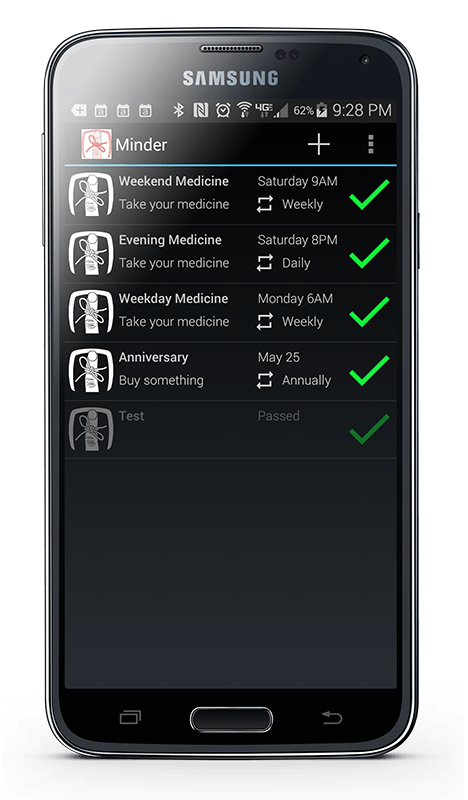 SAMSUNG
4G 62% 9:28 PM
Minder
Weekend Medicine Saturday 9AM
Take your medicine Weekly
Evening Medicine Saturday 8PM
Take your medicine Daily
Weekday Medicine Monday 6AM
Take your medicine Weekly
Anniversary May 25
Buy something Annually
Test Passed